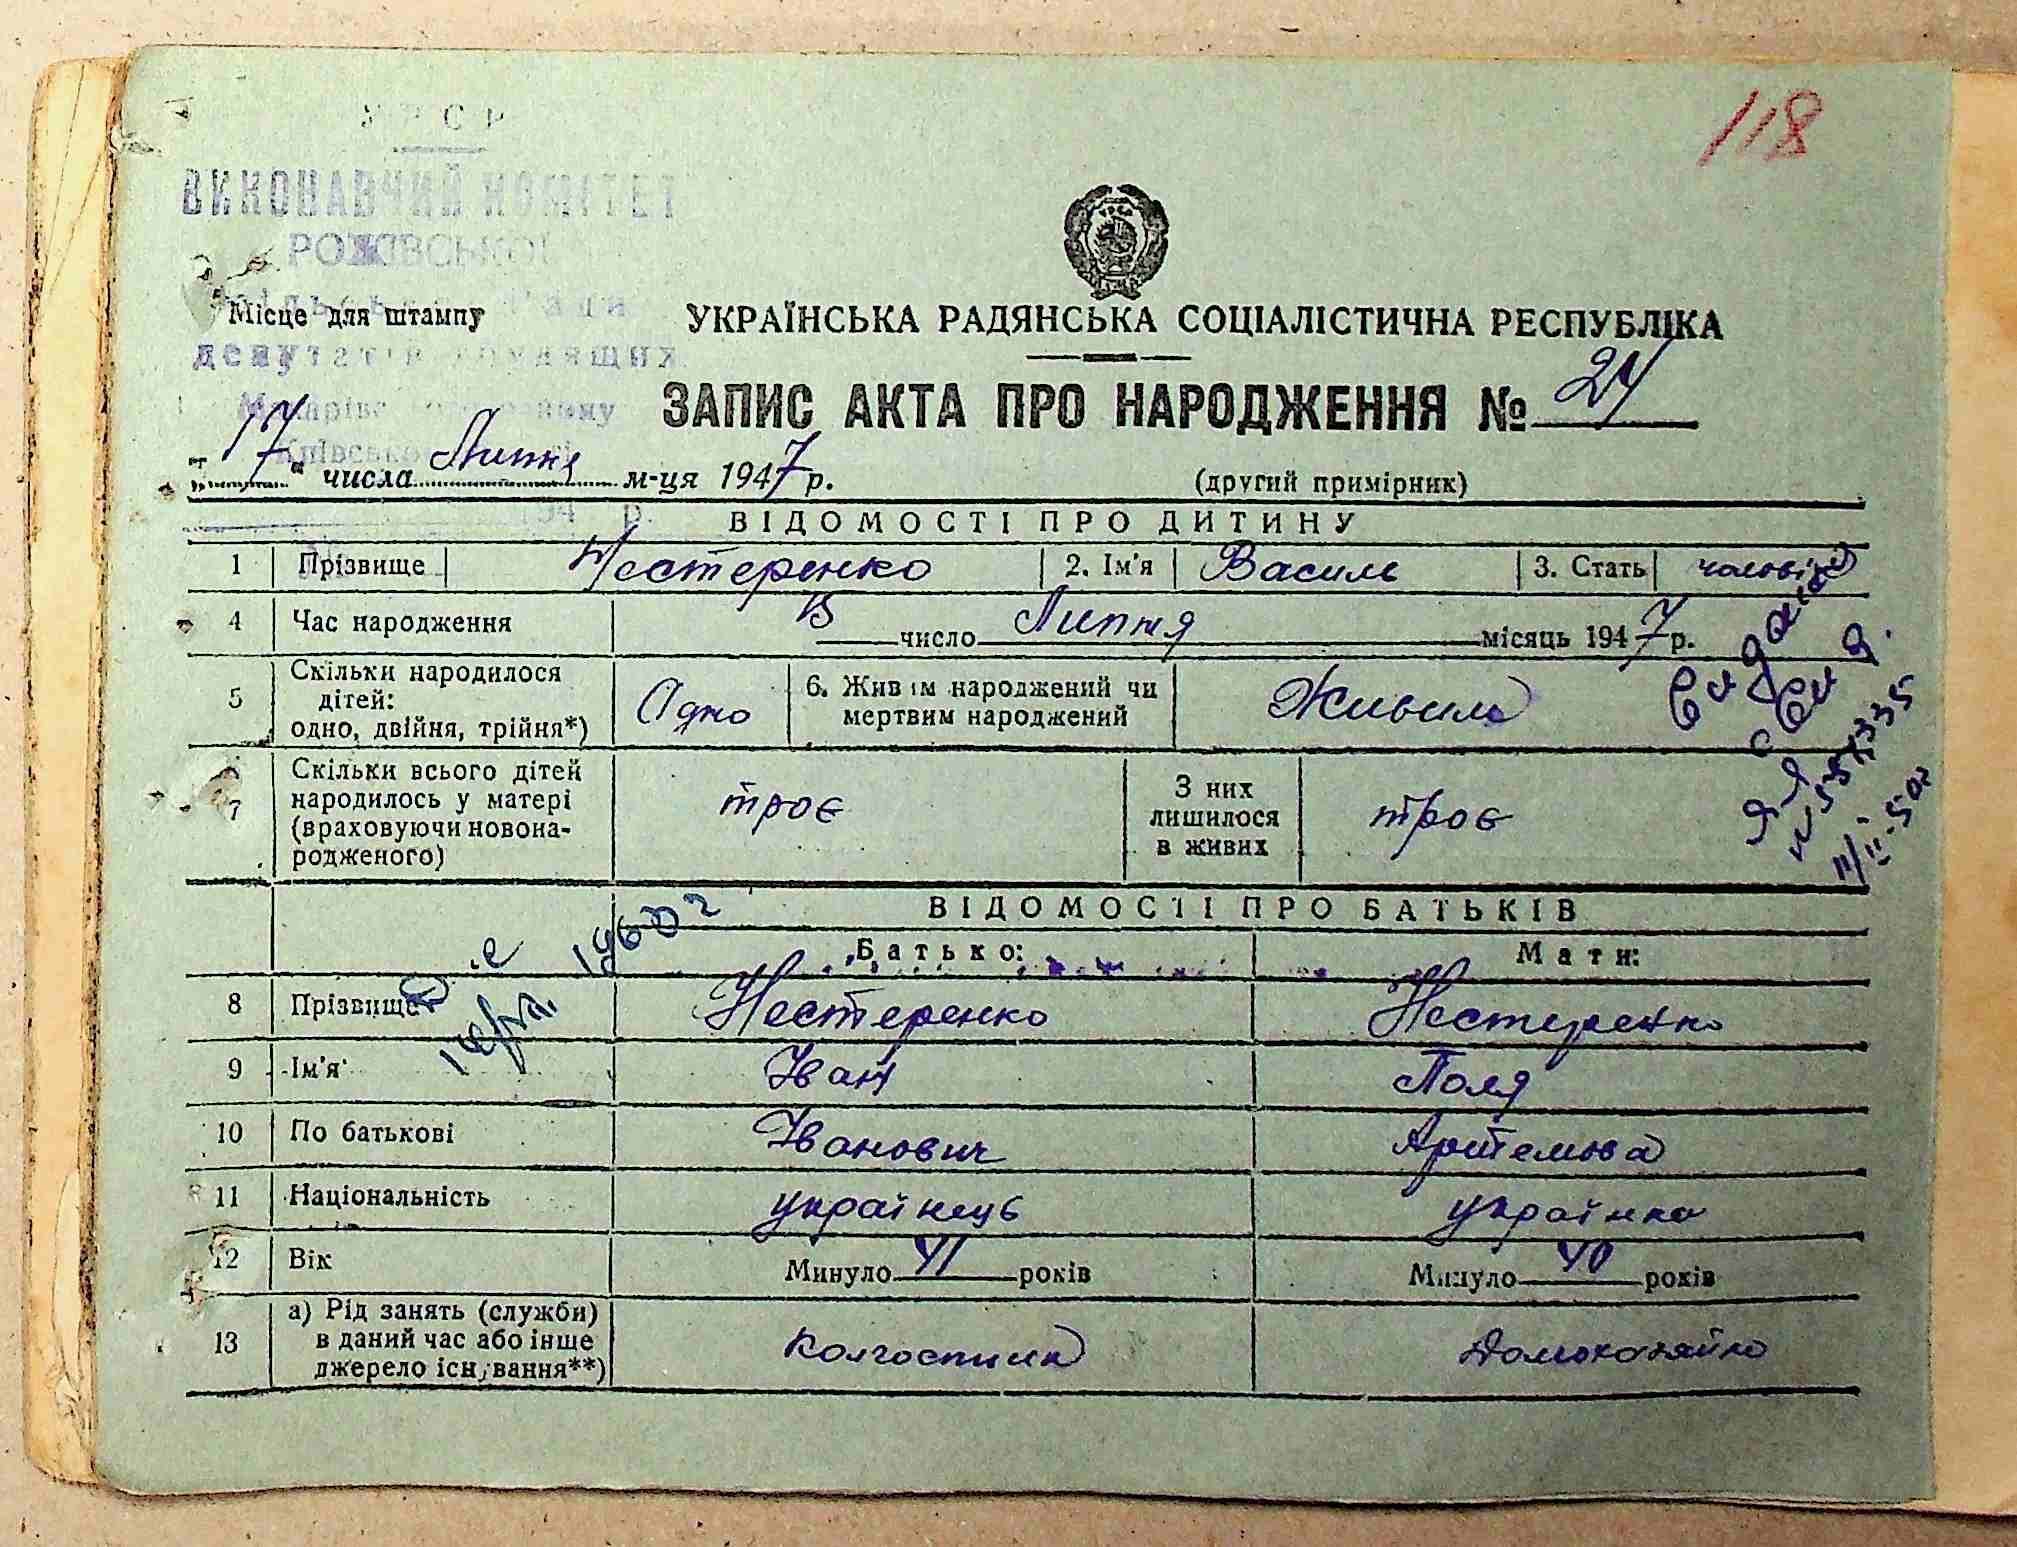 118
УРСР
ВИКОНАВЧИЙ КОМІТЕТ
РОЖІВСЬКОЇ
Місце для штампу
депутатів трудящих
УКРАЇНСЬКА РАДЯНСЬКА СОЦІАЛІСТИЧНА РЕСПУБЛІКА
ЗАПИС АКТА ПРО НАРОДЖЕННЯ № 24
„17“ числа Липня м-ця 1947 р.
(другий примірник)
ВІДОМОСТІ ПРО ДИТИНУ
1 Прізвище Нестеренко 2. Ім'я Василь 3. Стать
4 Час народження число Липня місяць 1947 р.
5 Скільки народилося дітей: одно, двійня, трійня*) Одно 6. Живим народжений чи мертвим народжений Живим
7 Скільки всього дітей народилось у матері (враховуючи новонародженого) троє З них лишилося в живих троє
ВІДОМОСТІ ПРО БАТЬКІВ
Батько: Мати:
8 Прізвище Нестеренко Нестеренко
9 Ім'я Іван Поля
10 По батькові Іванович Артемова
11 Національність українець українка
12 Вік Минуло 41 років Минуло 40 років
13 а) Рід занять (служби) в даний час або інше джерело існування**) Колгоспник Домохазяйка